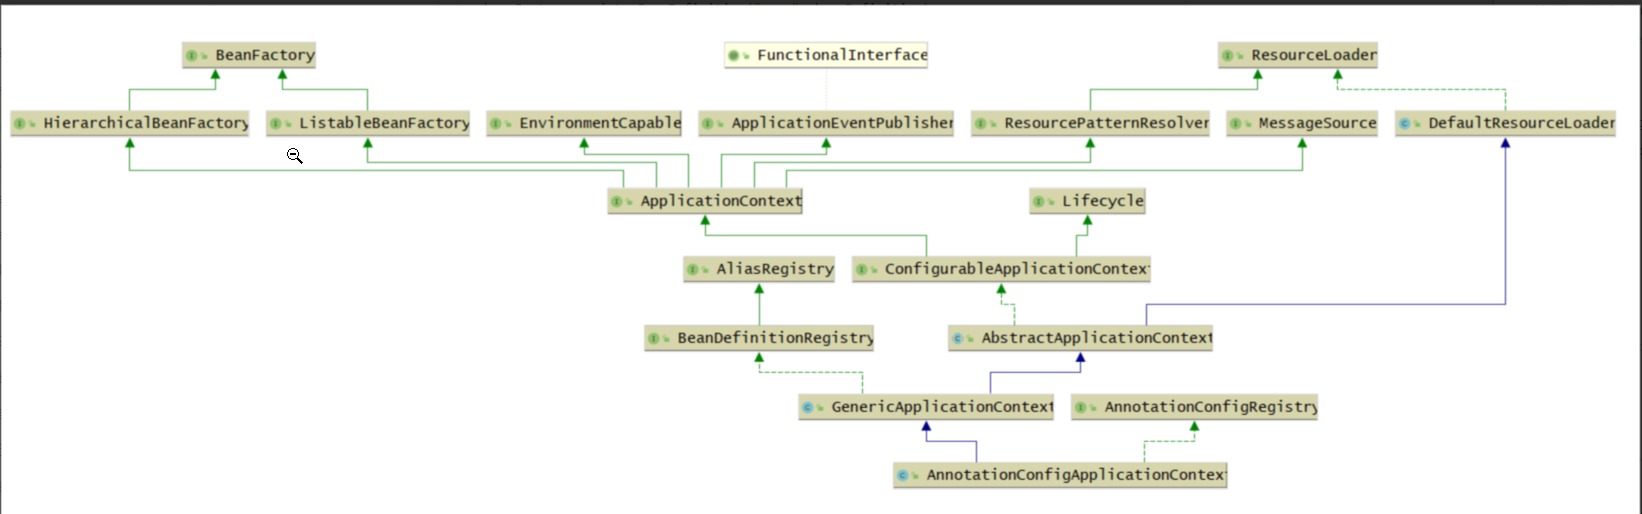 BeanFactory
FunctionalInterface
ResourceLoader
HierarchicalBeanFactory
ListableBeanFactory
EnvironmentCapable
ApplicationEventPublisher
ResourcePatternResolver
MessageSource
DefaultResourceLoader
ApplicationContext
Lifecycle
AliasRegistry
ConfigurableApplicationContex
BeanDefinitionRegistry
AbstractApplicationContext
GenericApplicationContext
AnnotationConfigRegistry
AnnotationConfigApplicationContex